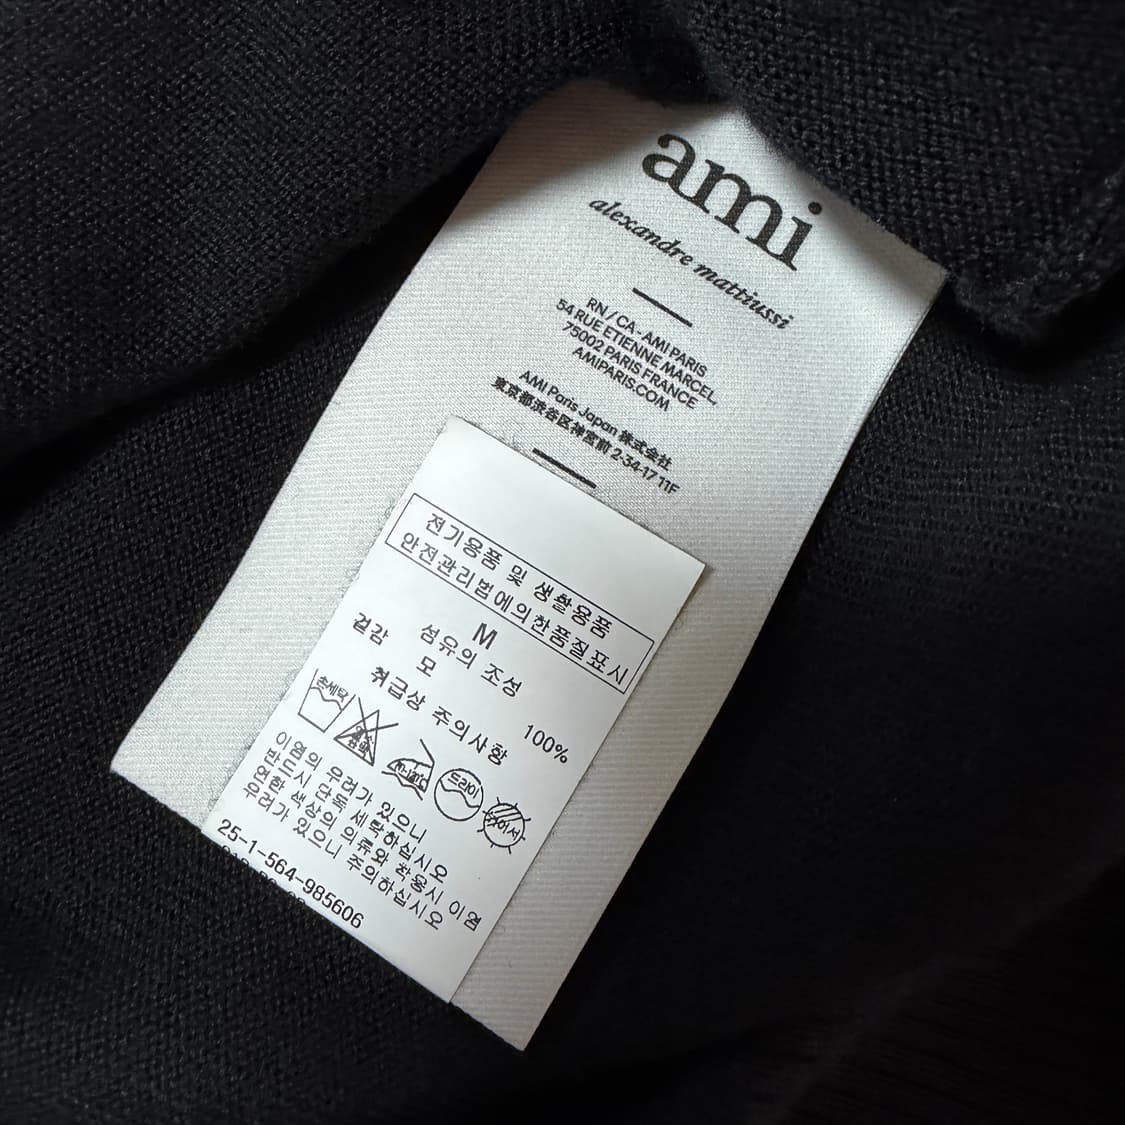 ami
alexandre mattiussi
RN / CA - AMI PARIS
54 RUE ETIENNE MARCEL,
75002 PARIS FRANCE
AMIPARIS.COM
AMI Paris Japan 株式会社
東京都渋谷区神宮前 2-34-17 11F
전기용품 및 생활용품
안전관리법에의한품질표시
M
섬유의 조성
겉감 모 100%
취급상 주의사항
손세탁
드라이
이염의 우려가 있으니
반드시 단독 세탁하십시오
연한 색상의 의류와 착용시 이염
우려가 있으니 주의하십시오
25-1-564-985606